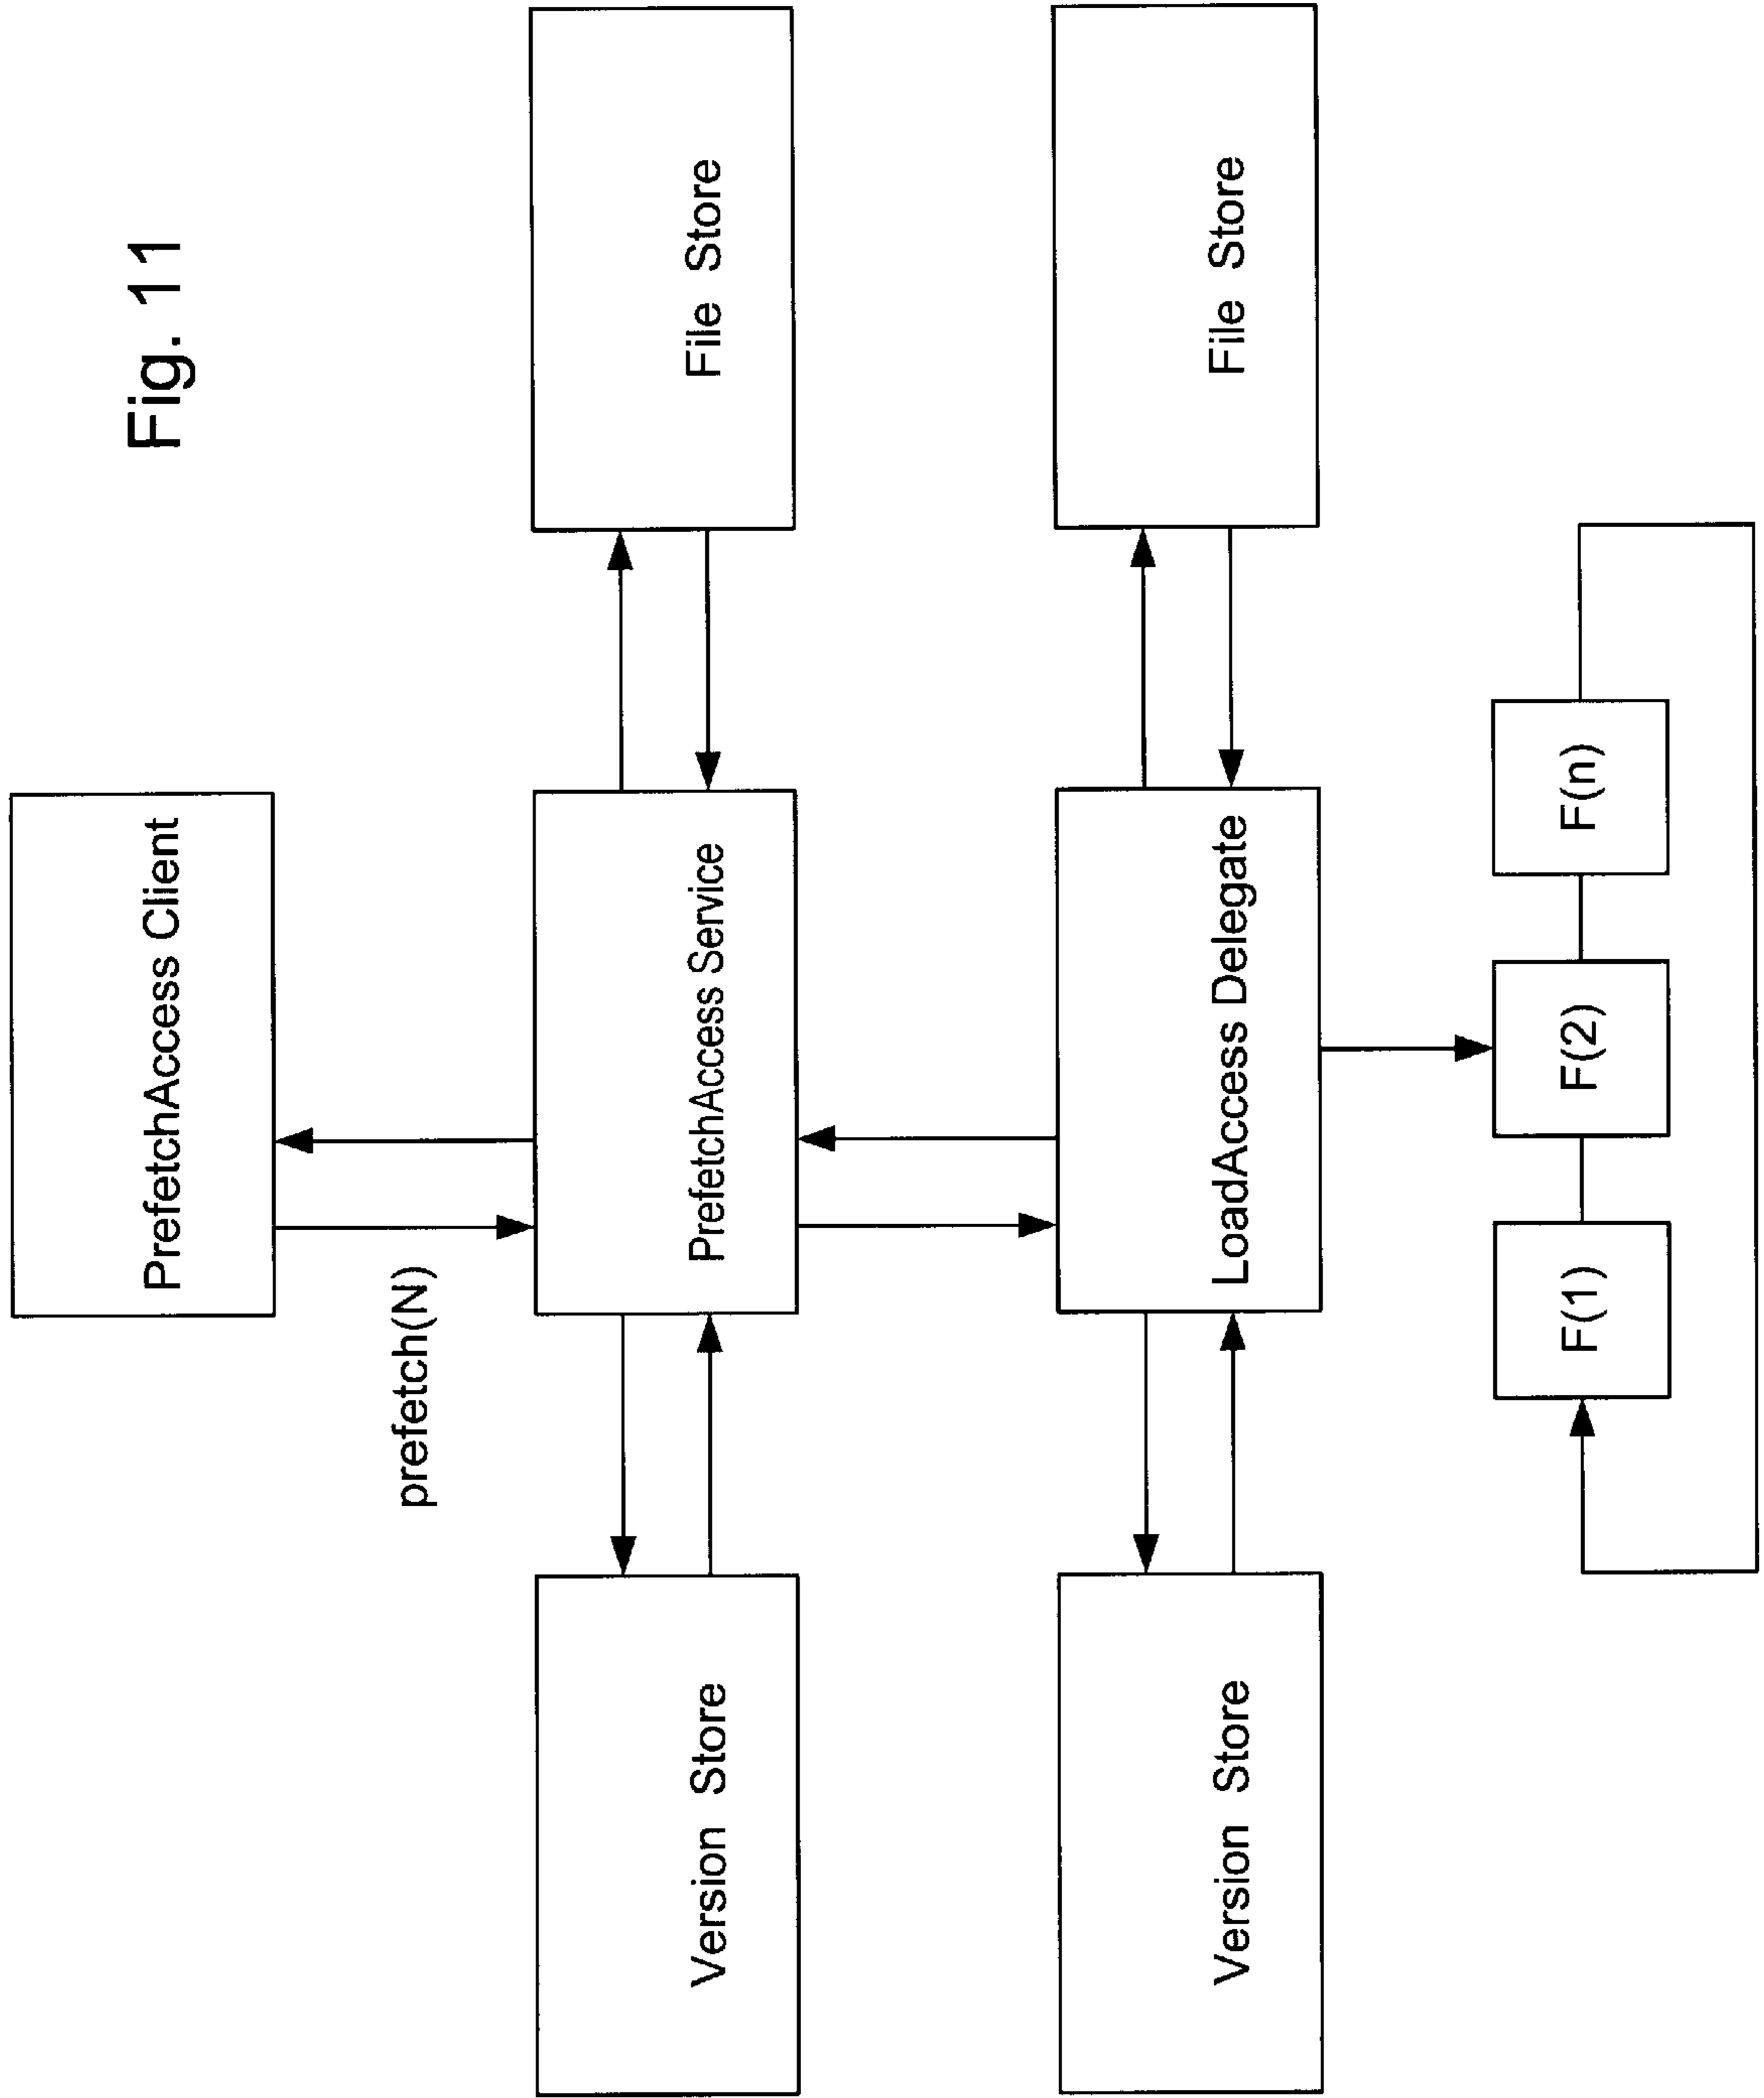 Fig. 11
PrefetchAccess Client
prefetch(N)
Version Store
PrefetchAccess Service
File Store
Version Store
LoadAccess Delegate
File Store
F(1)
F(2)
F(n)